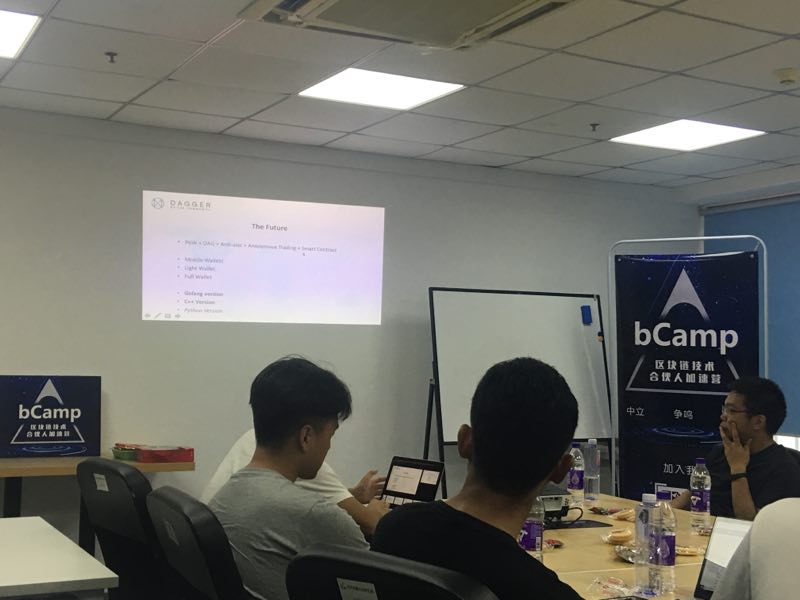 DAGGER
The Future
PoW + DAG + Anti-asic + Anonymous Trading + Smart Contract
Mobile Wallets
Light Wallet
Full Wallet
Golang version
C++ Version
Python Version
bCamp
区块链技术
合伙人加速营
bCamp
区块链技术
合伙人加速营
中立 争鸣
加入我